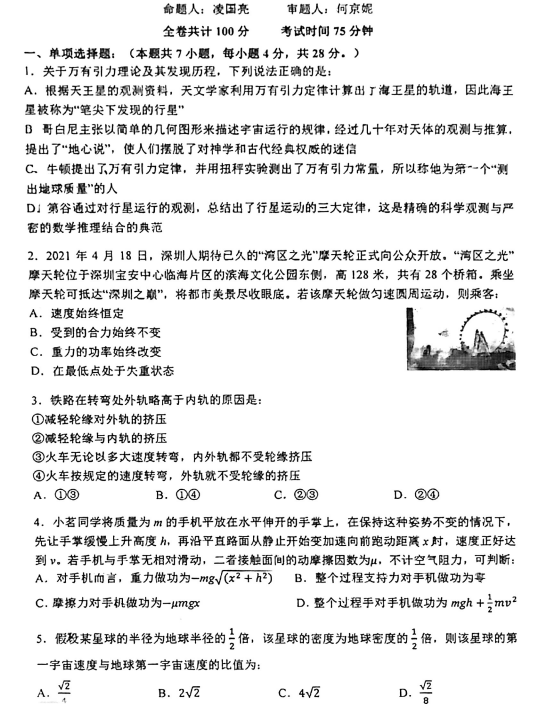 命题人：凌国亮 审题人：何京妮
全卷共计 100 分 考试时间 75 分钟
一、单项选择题：（本题共 7 小题，每小题 4 分，共 28 分。）
1．关于万有引力理论及其发现历程，下列说法正确的是：
A．根据天王星的观测资料，天文学家利用万有引力定律计算出了海王星的轨道，因此海王
星被称为“笔尖下发现的行星”
B 哥白尼主张以简单的几何图形来描述宇宙运行的规律，经过几十年对天体的观测与推算，
提出了“地心说”，使人们摆脱了对神学和古代经典权威的迷信
C、牛顿提出了万有引力定律，并用扭秤实验测出了万有引力常量，所以称他为第一个“测
出地球质量”的人
D．第谷通过对行星运行的观测，总结出了行星运动的三大定律，这是精确的科学观测与严
密的数学推理结合的典范
2．2021 年 4 月 18 日，深圳人期待已久的“湾区之光”摩天轮正式向公众开放。“湾区之光”
摩天轮位于深圳宝安中心临海片区的滨海文化公园东侧，高 128 米，共有 28 个桥箱。乘坐
摩天轮可抵达“深圳之巅”，将都市美景尽收眼底。若该摩天轮做匀速圆周运动，则乘客：
A．速度始终恒定
B．受到的合力始终不变
C．重力的功率始终改变
D．在最低点处于失重状态
3．铁路在转弯处外轨略高于内轨的原因是：
①减轻轮缘对外轨的挤压
②减轻轮缘与内轨的挤压
③火车无论以多大速度转弯，内外轨都不受轮缘挤压
④火车按规定的速度转弯，外轨就不受轮缘的挤压
A．①③ B．①④ C．②③ D．②④
4．小茗同学将质量为 m 的手机平放在水平伸开的手掌上，在保持这种姿势不变的情况下，
先让手掌缓慢上升高度 h，再沿平直路面从静止开始变加速向前跑动距离 x 时，速度正好达
到 v。若手机与手掌无相对滑动，二者接触面间的动摩擦因数为μ，不计空气阻力，可判断：
A．对手机而言，重力做功为−mg√(x² + h²) B．整个过程支持力对手机做功为零
C．摩擦力对手机做功为−μmgx D．整个过程手对手机做功为 mgh + 1/2 mv²
5．假设某星球的半径为地球半径的 1/2 倍，该星球的密度为地球密度的 1/2 倍，则该星球的第
一宇宙速度与地球第一宇宙速度的比值为：
A．√2/4 B．2√2 C．4√2 D．√2/8